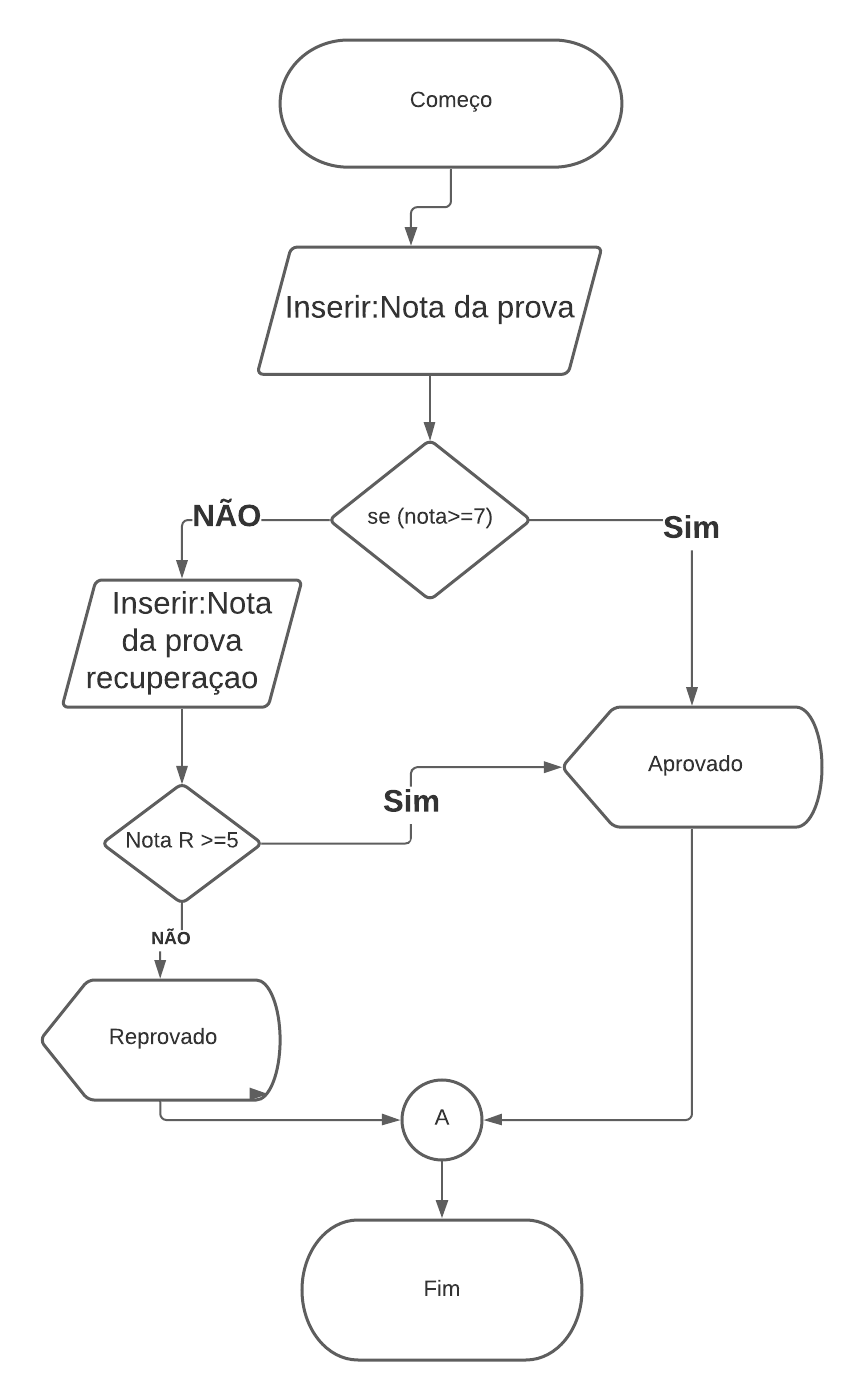 Começo
Inserir:Nota da prova
se (nota>=7)
NÃO
Sim
Inserir:Nota
da prova
recuperaçao
Aprovado
Sim
Nota R >=5
NÃO
Reprovado
A
Fim